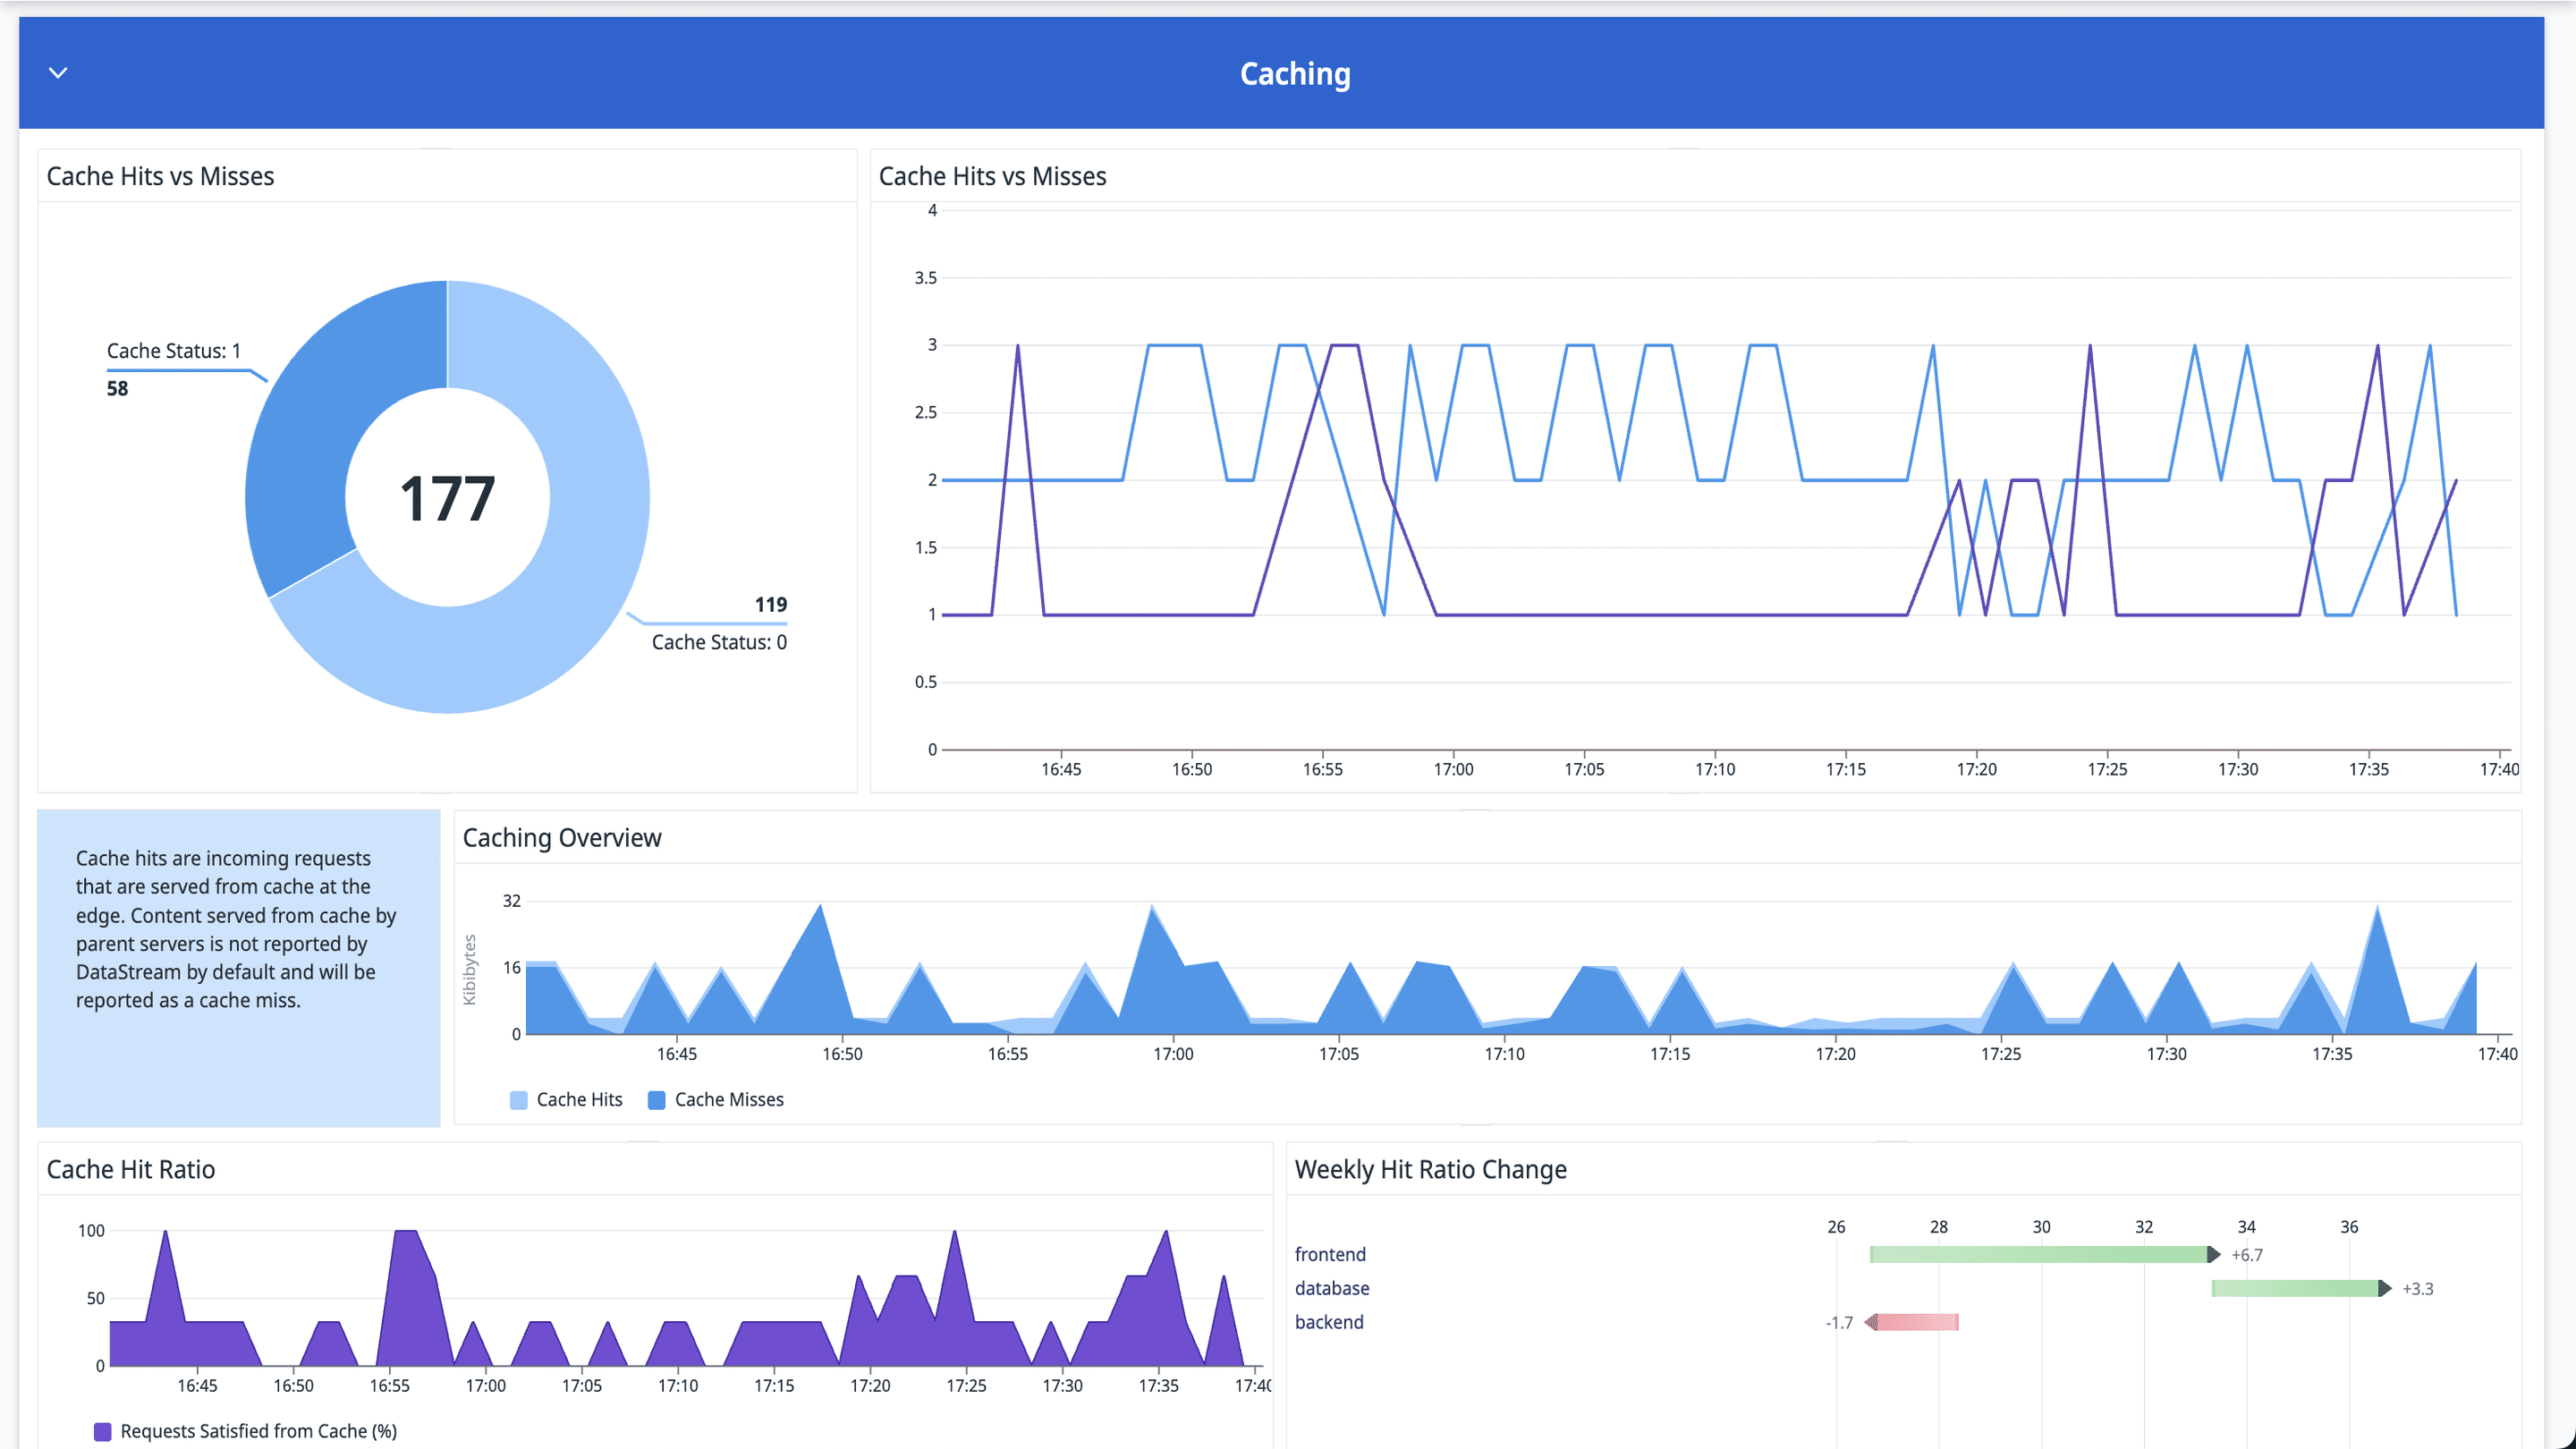 Caching
Cache Hits vs Misses
Cache Status: 1
58
177
119
Cache Status: 0
Cache Hits vs Misses
4
3.5
3
2.5
2
1.5
1
0.5
0
16:45 16:50 16:55 17:00 17:05 17:10 17:15 17:20 17:25 17:30 17:35 17:40
Cache hits are incoming requests
that are served from cache at the
edge. Content served from cache by
parent servers is not reported by
DataStream by default and will be
reported as a cache miss.
Caching Overview
Kibibytes
32
16
0
16:45 16:50 16:55 17:00 17:05 17:10 17:15 17:20 17:25 17:30 17:35 17:40
Cache Hits Cache Misses
Cache Hit Ratio
100
50
0
16:45 16:50 16:55 17:00 17:05 17:10 17:15 17:20 17:25 17:30 17:35 17:40
Requests Satisfied from Cache (%)
Weekly Hit Ratio Change
26 28 30 32 34 36
frontend +6.7
database +3.3
backend -1.7